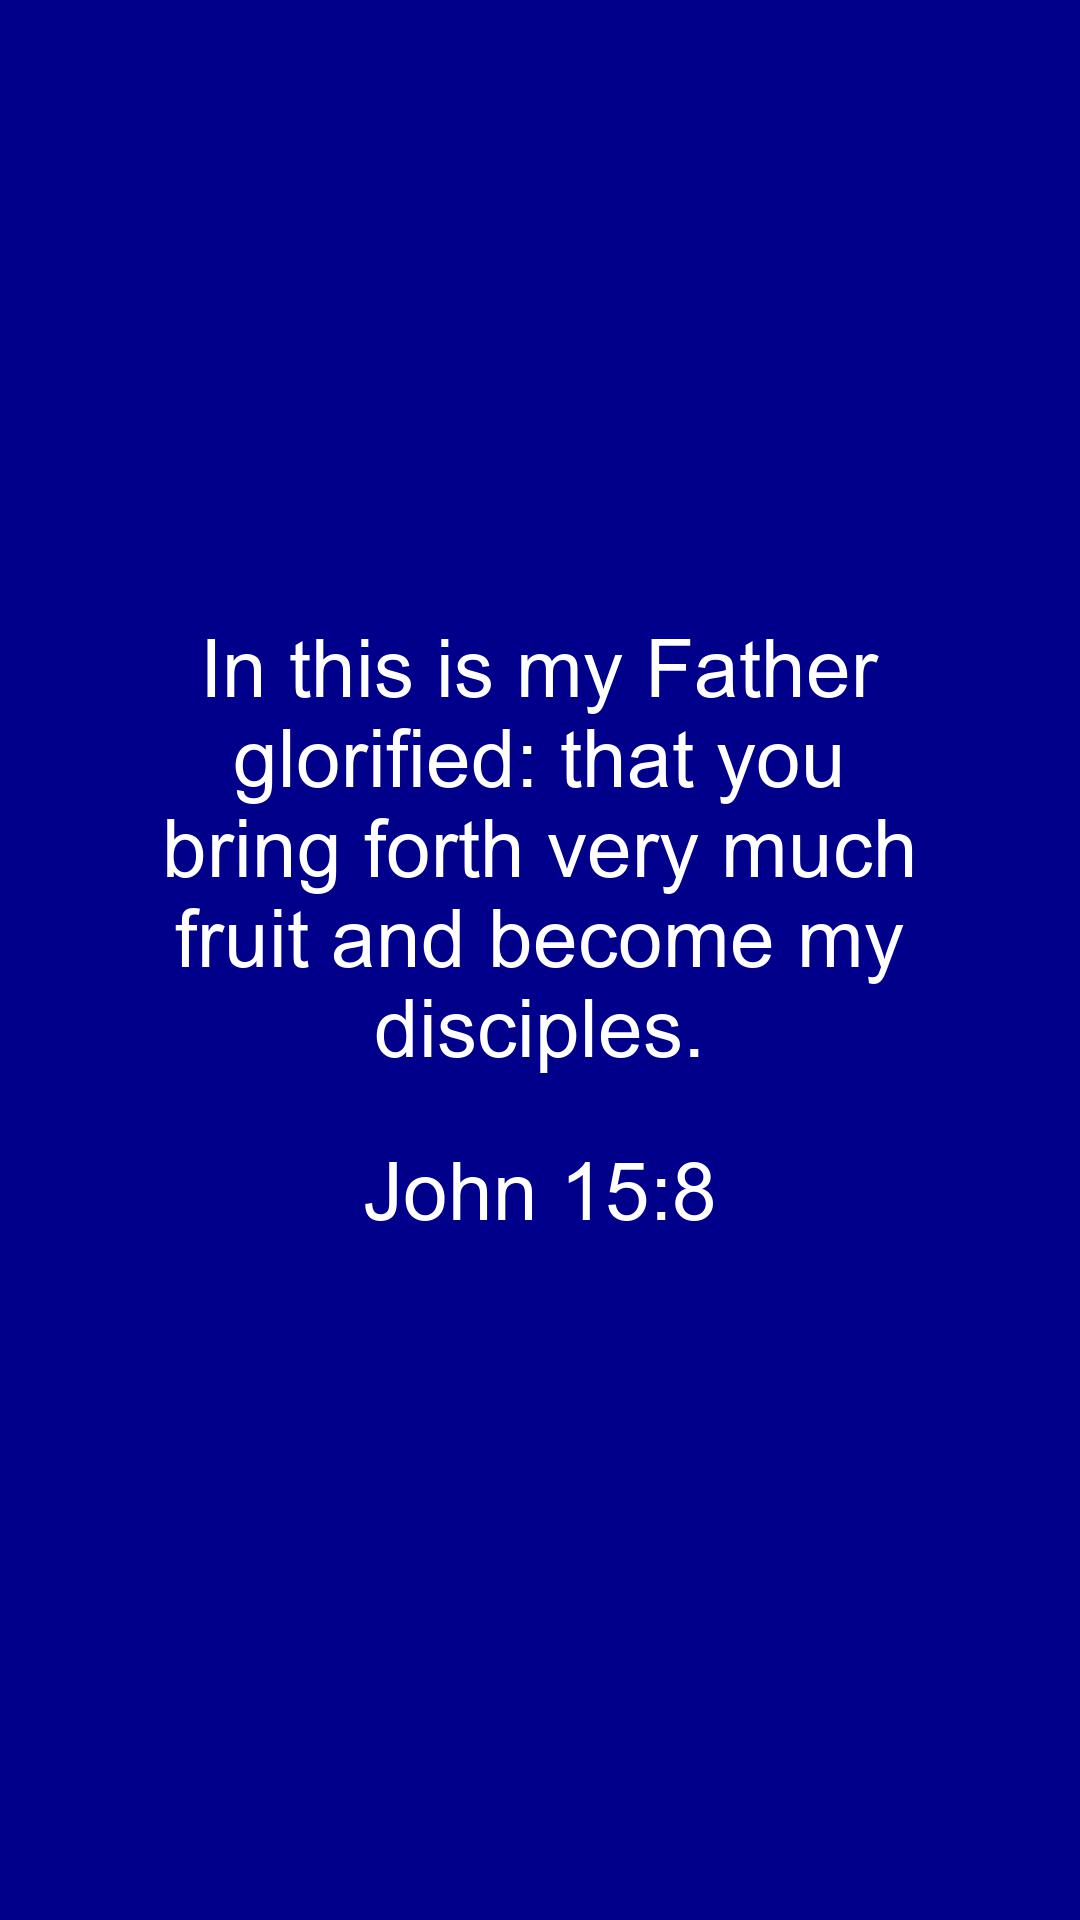 In this is my Father
glorified: that you
bring forth very much
fruit and become my
disciples.
John 15:8